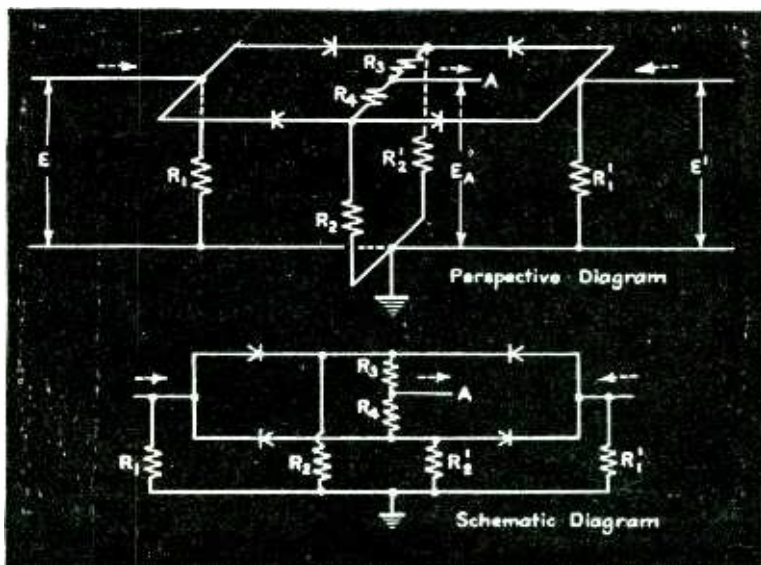 R3
A
R4
E
R1
R2'
EA
R1'
E'
R2
Perspective Diagram
R3
A
R4
R1
R2
R2'
R1'
Schematic Diagram